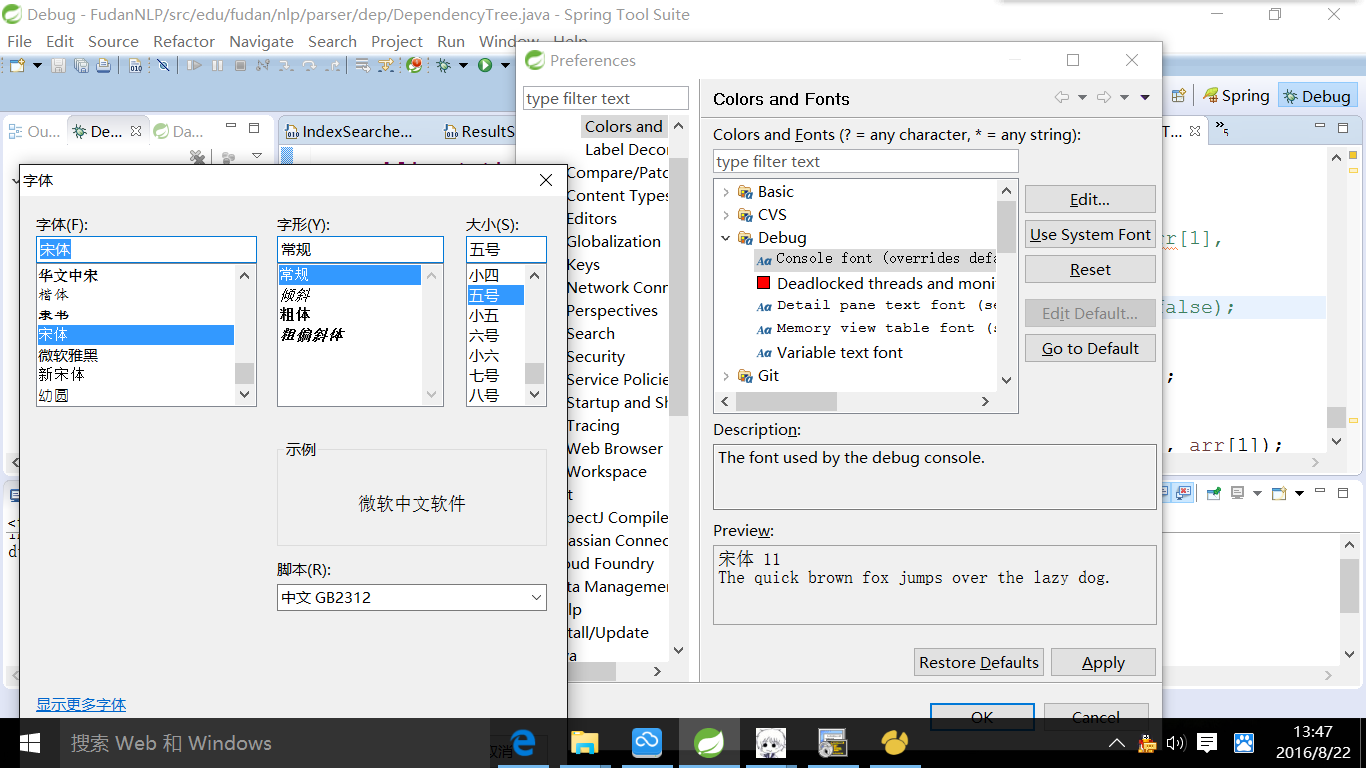 Debug - FudanNLP/src/edu/fudan/nlp/parser/dep/DependencyTree.java - Spring Tool Suite
File Edit Source Refactor Navigate Search Project Run Window Help
Spring Debug
Ou... De... Da...
IndexSearche... ResultS
T... 5
rr[1],
false);
;
, arr[1]);
字体
字体(F):
宋体
华文中宋
楷体
隶书
宋体
微软雅黑
新宋体
幼圆
字形(Y):
常规
常规
倾斜
粗体
粗偷斜体
大小(S):
五号
小四
五号
小五
六号
小六
七号
八号
示例
微软中文软件
脚本(R):
中文 GB2312
显示更多字体
取消
Preferences
type filter text
Colors and
Label Decor
Compare/Patc
Content Types
Editors
Globalization
Keys
Network Conn
Perspectives
Search
Security
Service Policie
Startup and Sh
Tracing
Web Browser
Workspace
t
pectJ Compile
assian Connec
oud Foundry
ta Managemen
lp
tall/Update
va
Colors and Fonts
Colors and Fonts (? = any character, * = any string):
type filter text
Basic
CVS
Debug
Console font (overrides defa
Deadlocked threads and moni
Detail pane text font (se
Memory view table font (s
Variable text font
Git
Edit...
Use System Font
Reset
Edit Default...
Go to Default
Description:
The font used by the debug console.
Preview:
宋体 11
The quick brown fox jumps over the lazy dog.
Restore Defaults Apply
OK Cancel
搜索 Web 和 Windows
13:47
2016/8/22